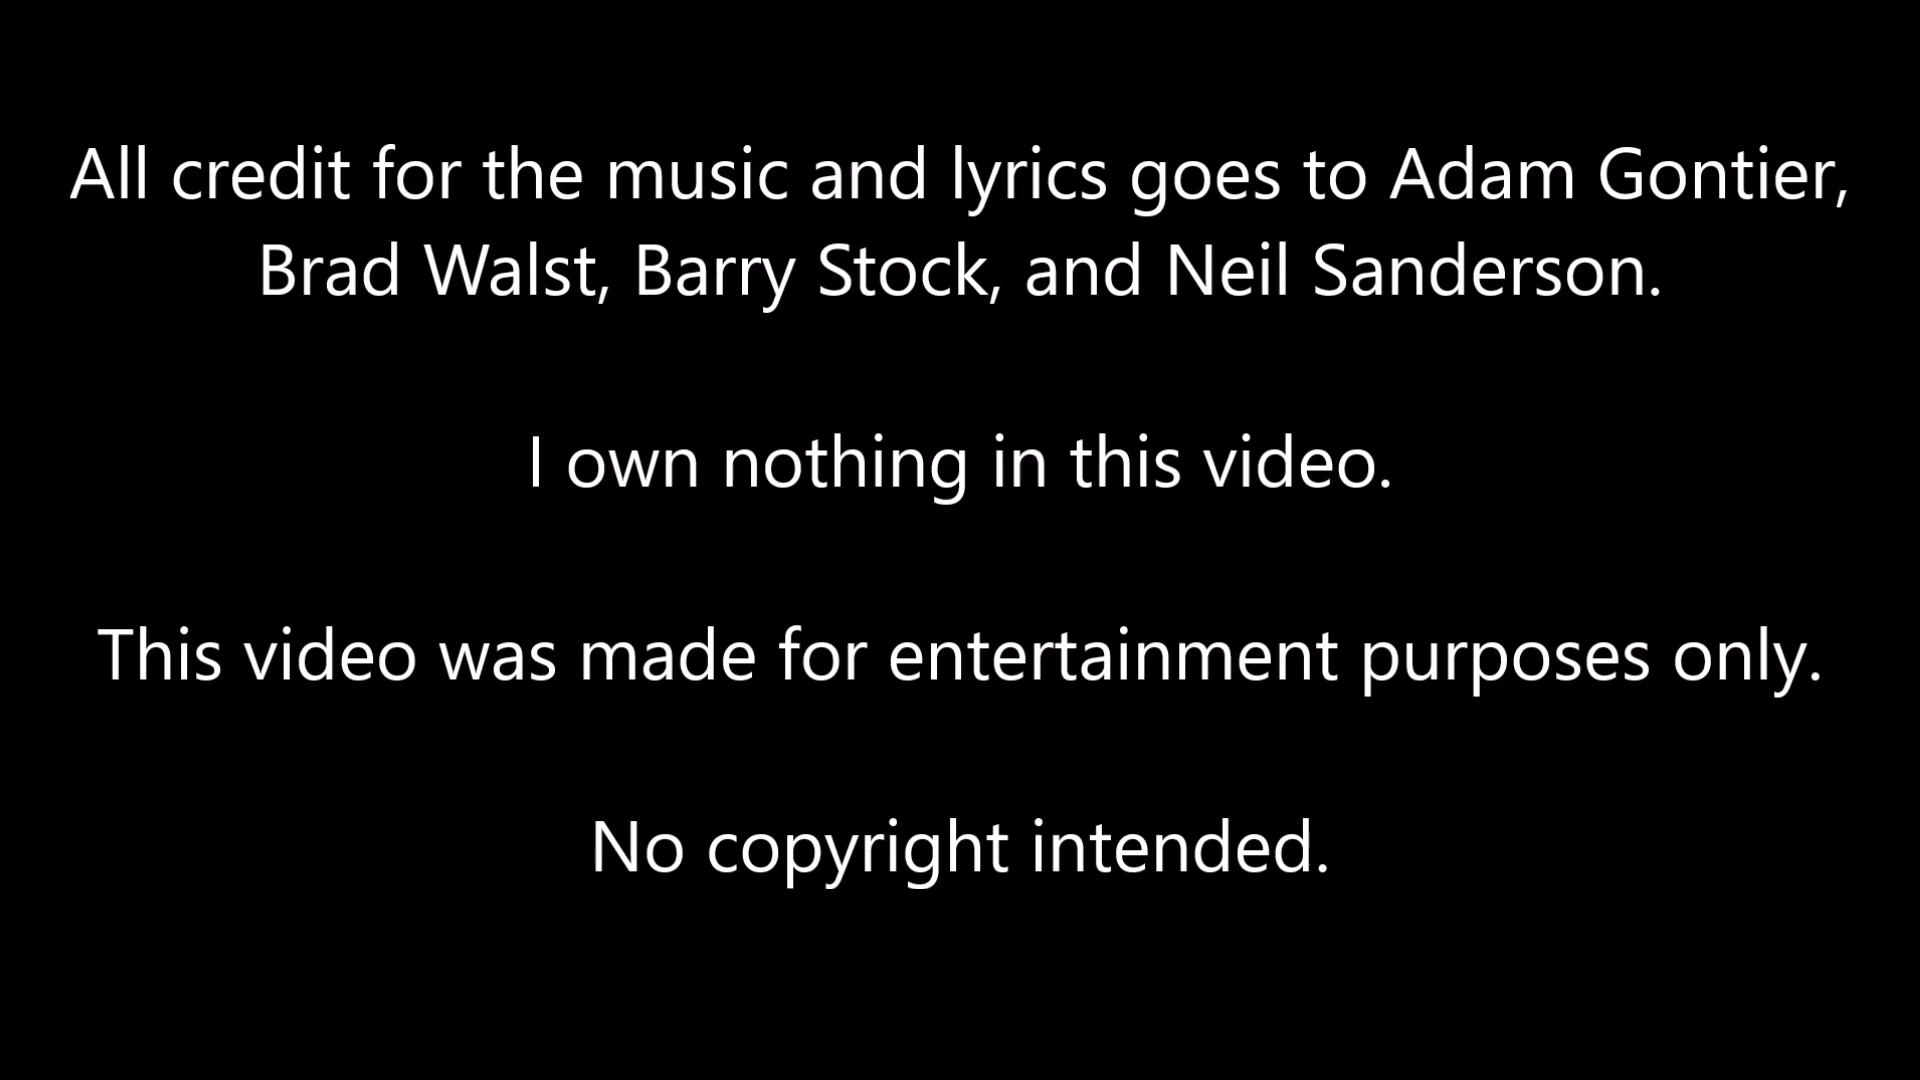 All credit for the music and lyrics goes to Adam Gontier,
Brad Walst, Barry Stock, and Neil Sanderson.
I own nothing in this video.
This video was made for entertainment purposes only.
No copyright intended.